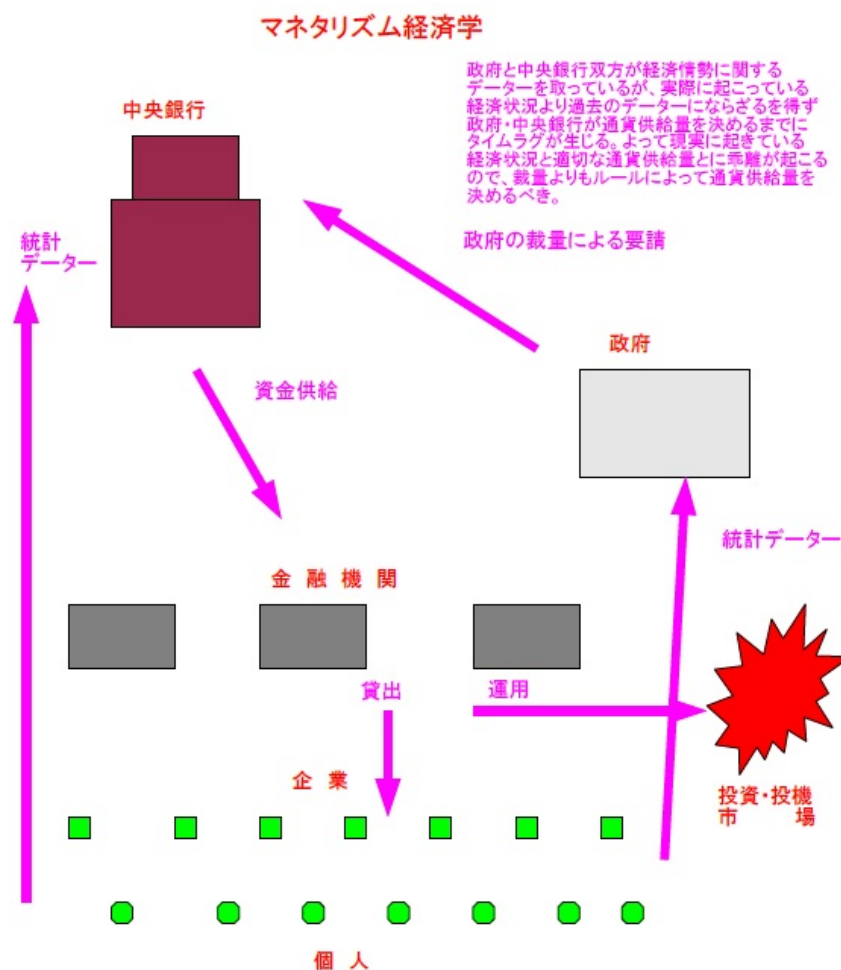 マネタリズム経済学
政府と中央銀行双方が経済情勢に関する
データーを取っているが、実際に起こっている
経済状況より過去のデーターにならざるを得ず
政府・中央銀行が通貨供給量を決めるまでに
タイムラグが生じる。よって現実に起きている
経済状況と適切な通貨供給量とに乖離が起こる
ので、裁量よりもルールによって通貨供給量を
決めるべき。
中央銀行
統計
データー
政府の裁量による要請
政府
資金供給
統計データー
金 融 機 関
貸出
運用
企 業
投資・投機
市 場
個 人